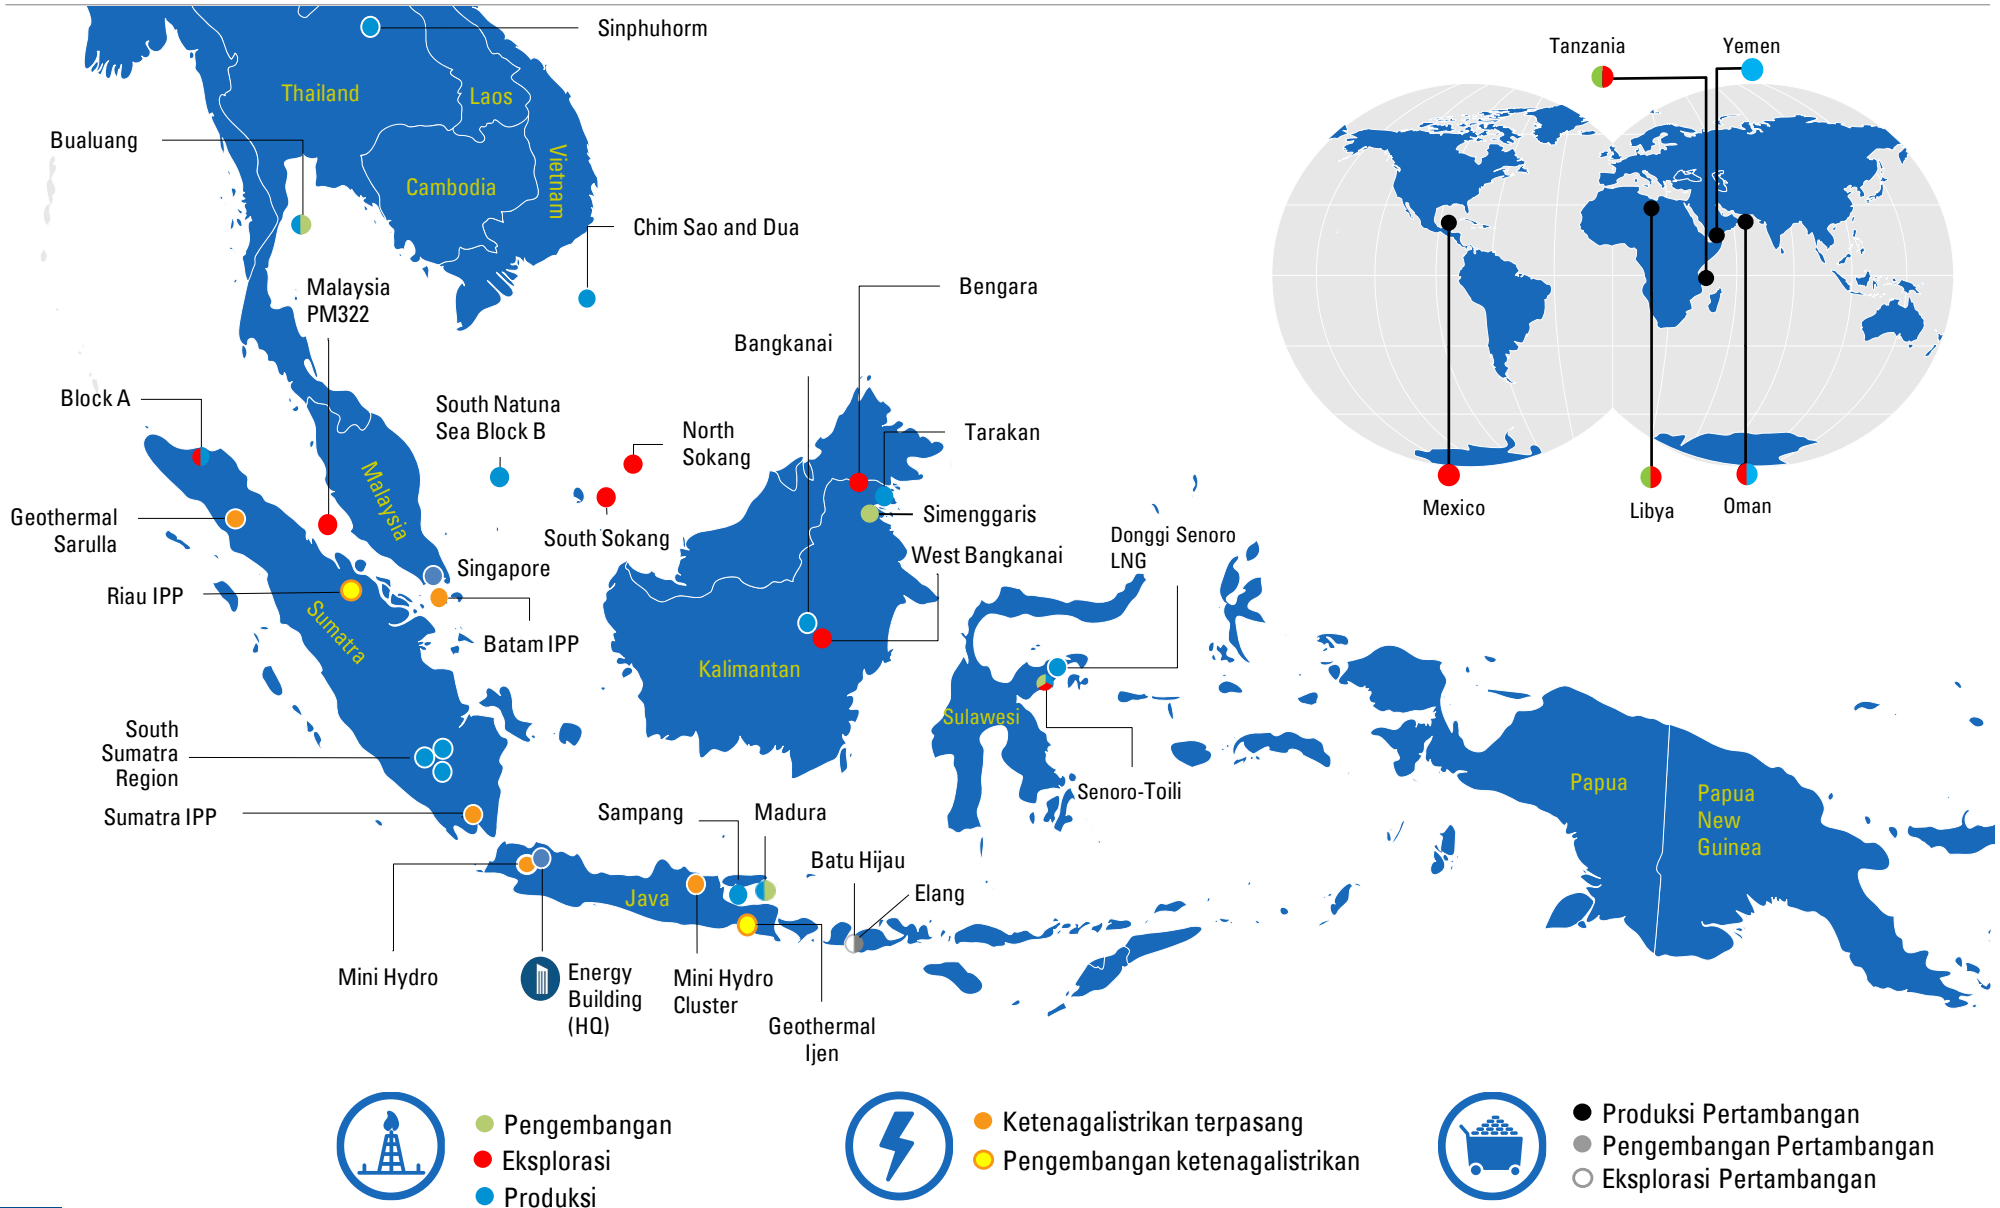 Sinphuhorm
Tanzania
Yemen
Thailand
Laos
Bualuang
Vietnam
Cambodia
Chim Sao and Dua
Malaysia
PM322
Bengara
Bangkanai
Block A
South Natuna
Sea Block B
North
Sokang
Tarakan
Malaysia
Mexico
Libya
Oman
Geothermal
Sarulla
Simenggaris
South Sokang
West Bangkanai
Donggi Senoro
LNG
Singapore
Riau IPP
Sumatra
Batam IPP
Kalimantan
Sulawesi
South
Sumatra
Region
Senoro-Toili
Papua
Papua
New
Guinea
Sumatra IPP
Sampang
Madura
Batu Hijau
Elang
Java
Mini Hydro
Energy
Building
(HQ)
Mini Hydro
Cluster
Geothermal
Ijen
Pengembangan
Eksplorasi
Produksi
Ketenagalistrikan terpasang
Pengembangan ketenagalistrikan
Produksi Pertambangan
Pengembangan Pertambangan
Eksplorasi Pertambangan